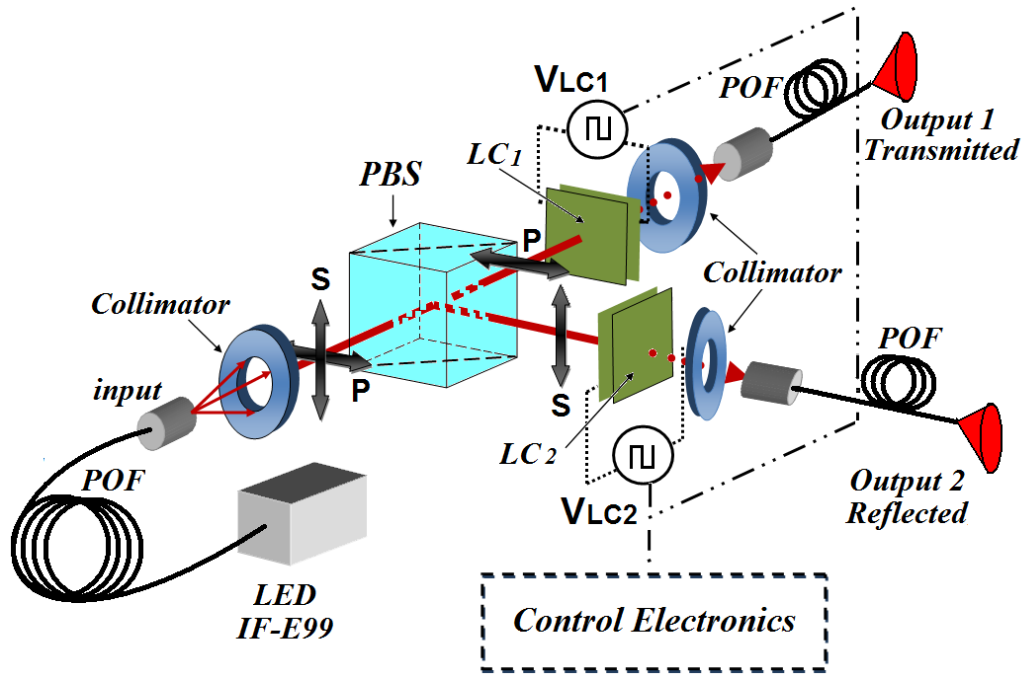 VLC1
POF
Output 1
Transmitted
LC1
PBS
P
Collimator
S
Collimator
P
input
S
POF
LC2
POF
VLC2
Output 2
Reflected
LED
IF-E99
Control Electronics